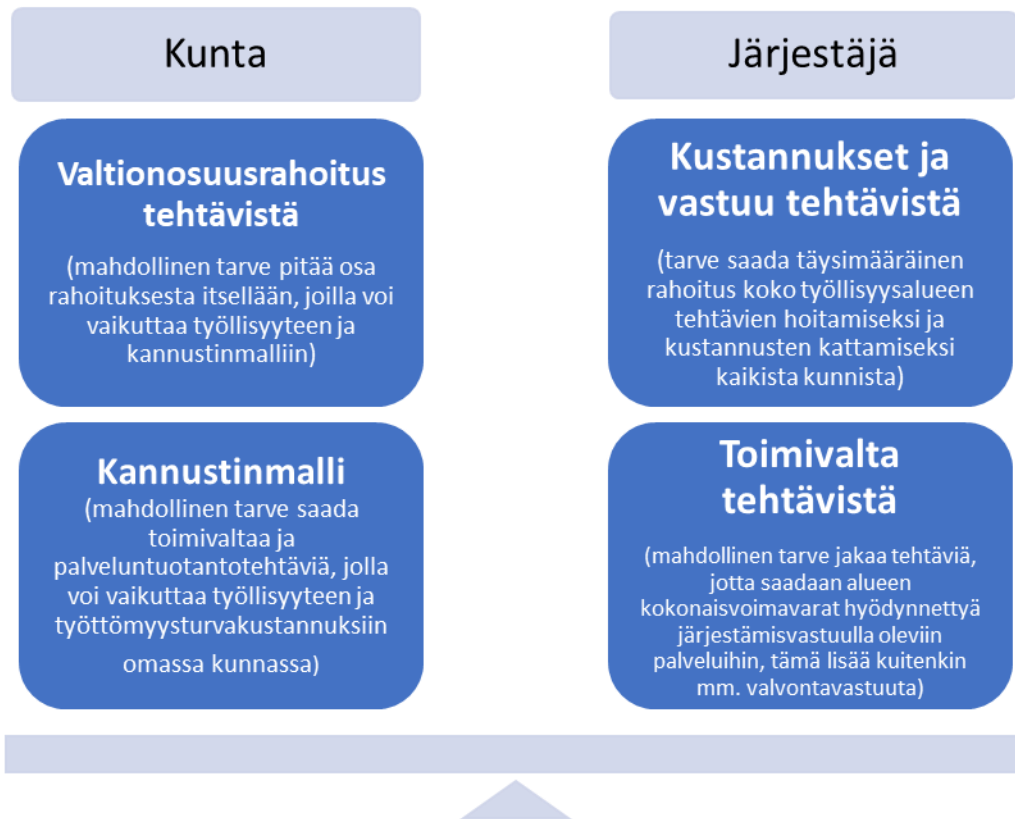 Kunta
Valtionosuusrahoitus
tehtävistä
(mahdollinen tarve pitää osa
rahoituksesta itsellään, joilla voi
vaikuttaa työllisyyteen ja
kannustinmalliin)
Kannustinmalli
(mahdollinen tarve saada
toimivaltaa ja
palveluntuotantotehtäviä, jolla
voi vaikuttaa työllisyyteen ja
työttömyysturvakustannuksiin
omassa kunnassa)
Järjestäjä
Kustannukset ja
vastuu tehtävistä
(tarve saada täysimääräinen
rahoitus koko työllisyysalueen
tehtävien hoitamiseksi ja
kustannusten kattamiseksi
kaikista kunnista)
Toimivalta
tehtävistä
(mahdollinen tarve jakaa tehtäviä,
jotta saadaan alueen
kokonaisvoimavarat hyödynnettyä
järjestämisvastuulla oleviin
palveluihin, tämä lisää kuitenkin
mm. valvontavastuuta)